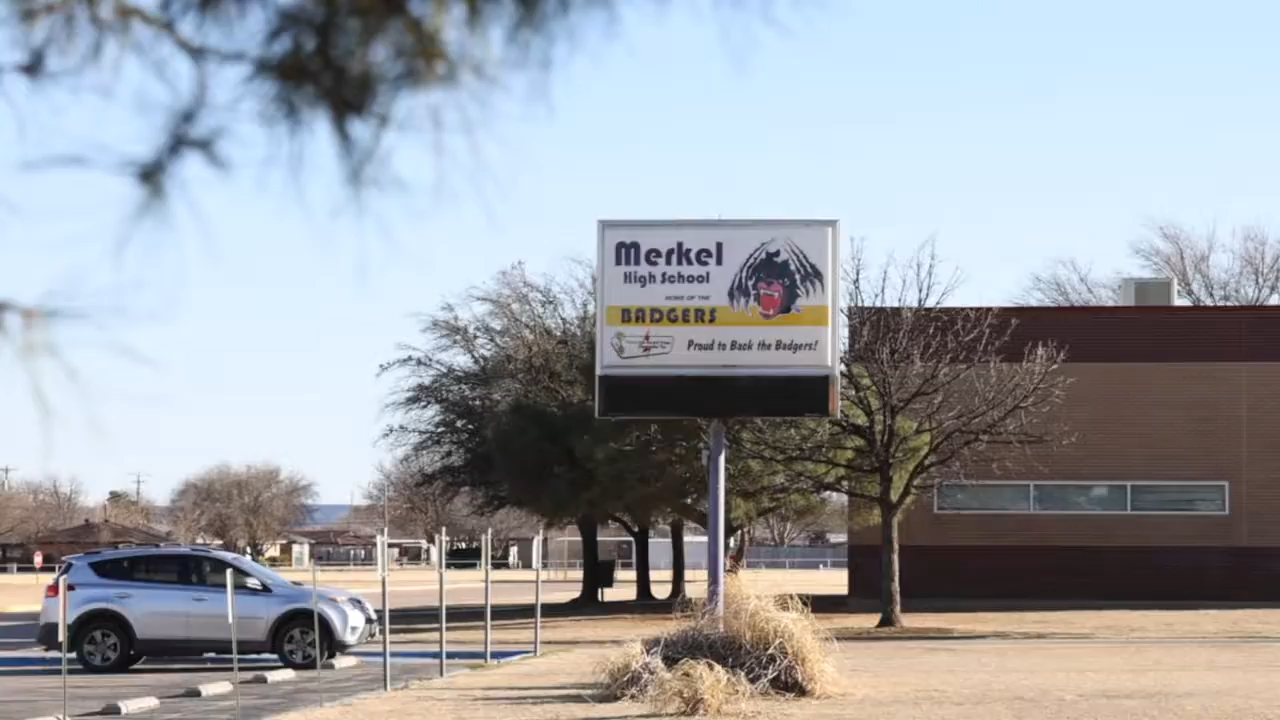 Merkel
High School
HOME OF THE
BADGERS
Proud to Back the Badgers!